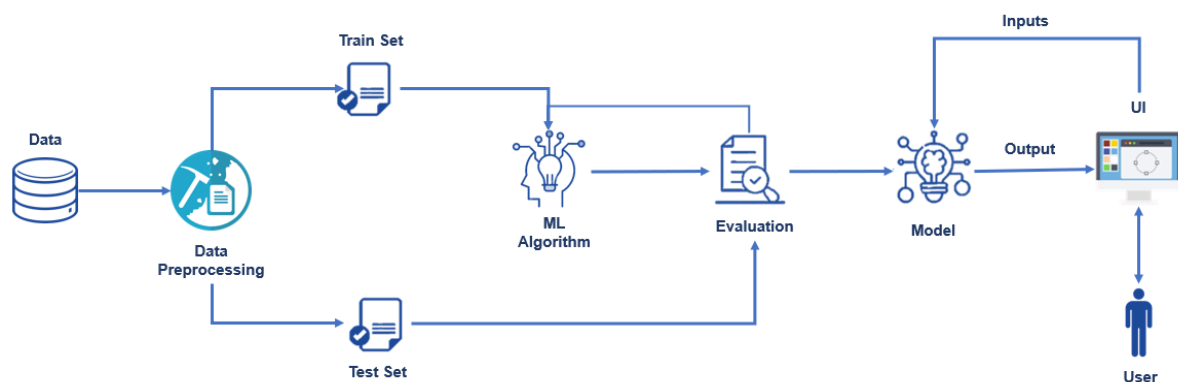 Inputs
Train Set
UI
Data
Output
ML
Algorithm
Evaluation
Model
Data
Preprocessing
Test Set
User